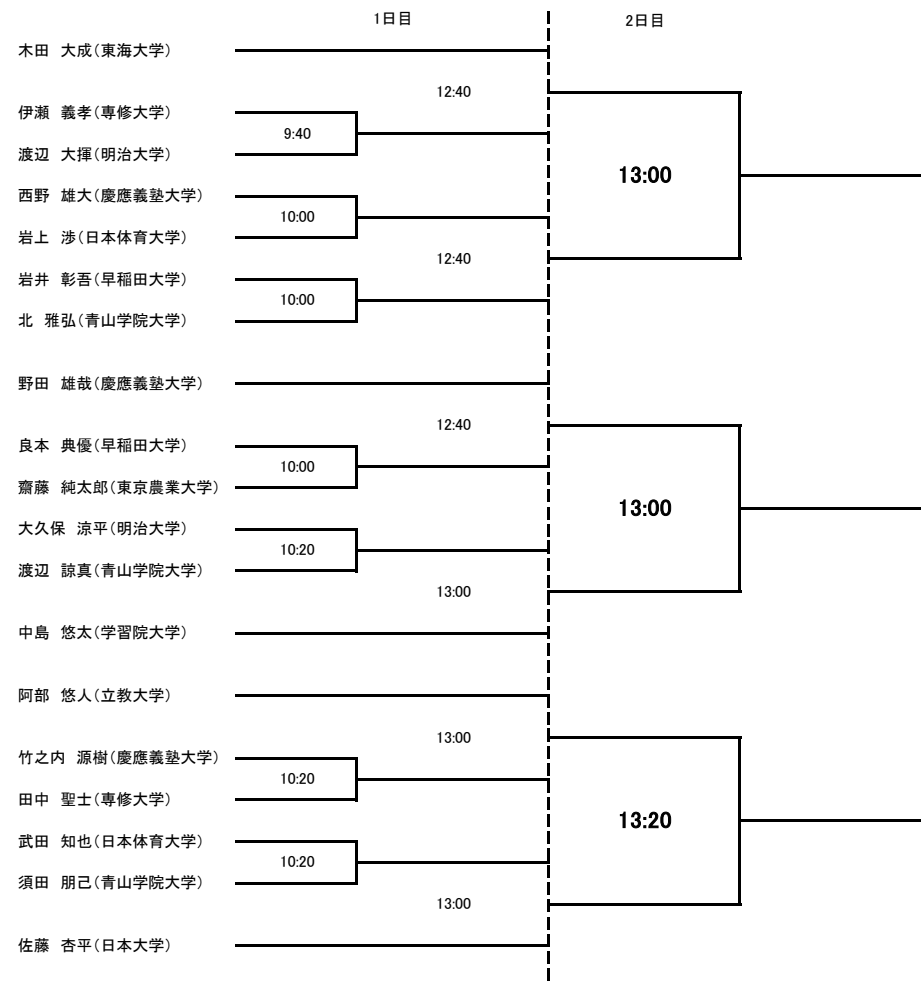 1日目
2日目
木田　大成(東海大学)
12:40
伊瀬　義孝(専修大学)
9:40
渡辺　大揮(明治大学)
13:00
西野　雄大(慶應義塾大学)
10:00
岩上　渉(日本体育大学)
12:40
岩井　彰吾(早稲田大学)
10:00
北　雅弘(青山学院大学)
野田　雄哉(慶應義塾大学)
12:40
良本　典優(早稲田大学)
10:00
齋藤　純太郎(東京農業大学)
13:00
大久保　涼平(明治大学)
10:20
渡辺　諒真(青山学院大学)
13:00
中島　悠太(学習院大学)
阿部　悠人(立教大学)
13:00
竹之内　源樹(慶應義塾大学)
10:20
田中　聖士(専修大学)
13:20
武田　知也(日本体育大学)
10:20
須田　朋己(青山学院大学)
13:00
佐藤　杏平(日本大学)